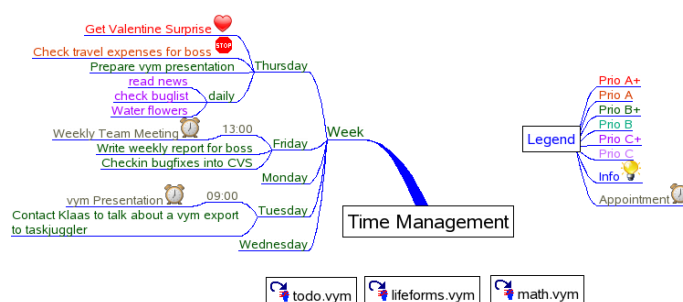 Get Valentine Surprise
STOP
Check travel expenses for boss
Prepare vym presentation
Thursday
read news
check buglist
daily
Water flowers
Weekly Team Meeting
13:00
Write weekly report for boss
Friday
Checkin bugfixes into CVS
Week
Monday
vym Presentation
09:00
Contact Klaas to talk about a vym export
to taskjuggler
Tuesday
Wednesday
Time Management
Legend
Prio A+
Prio A
Prio B+
Prio B
Prio C+
Prio C
Info
Appointment
todo.vym
lifeforms.vym
math.vym